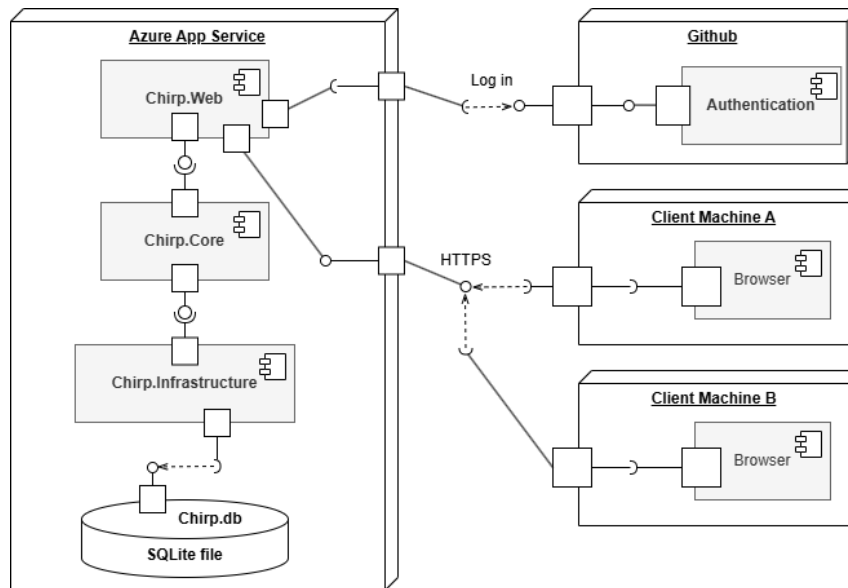 Azure App Service
Chirp.Web
Chirp.Core
Chirp.Infrastructure
Chirp.db
SQLite file
Log in
HTTPS
Github
Authentication
Client Machine A
Browser
Client Machine B
Browser